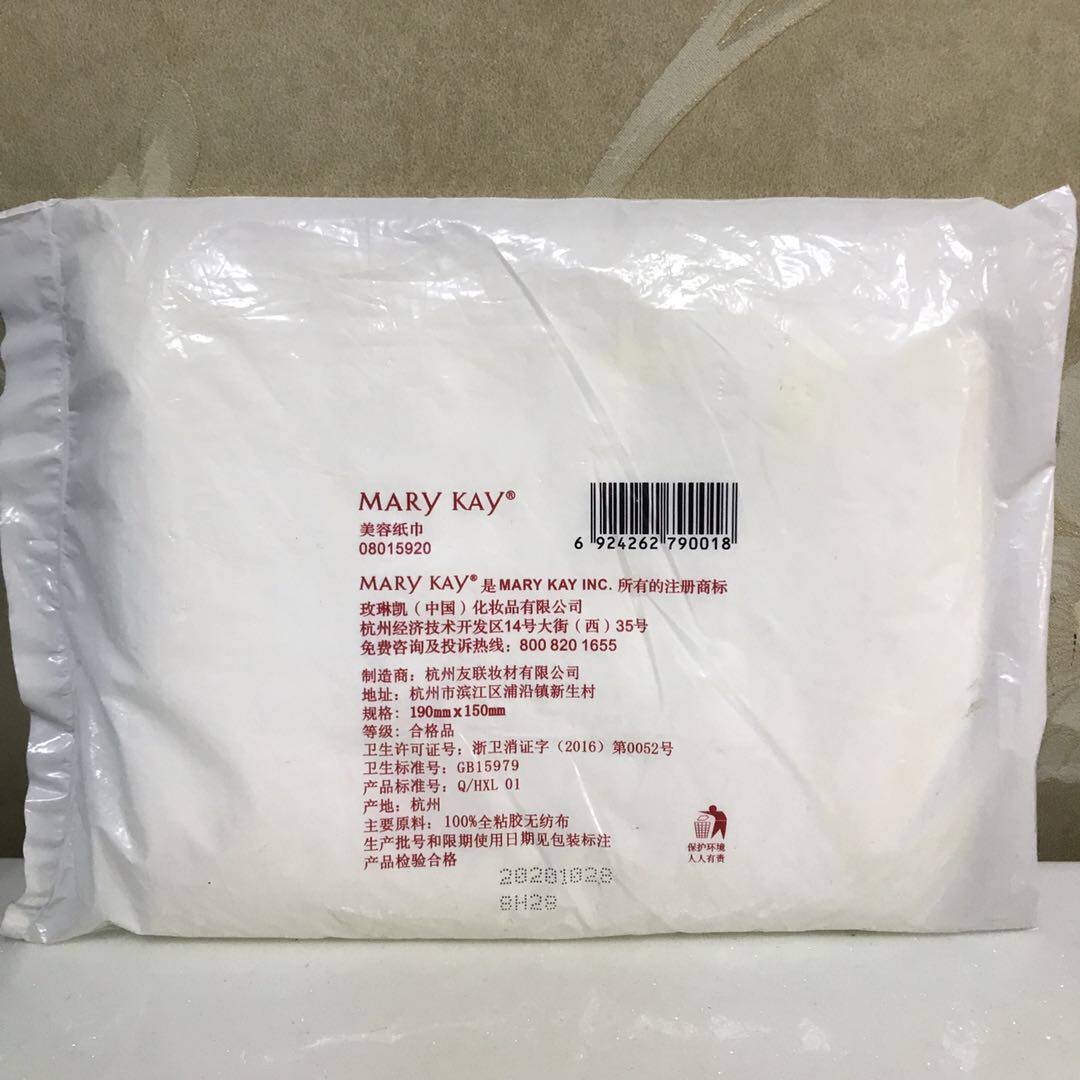 MARY KAY®
美容纸巾
08015920
6 924262 790018
MARY KAY® 是 MARY KAY INC. 所有的注册商标
玫琳凯（中国）化妆品有限公司
杭州经济技术开发区14号大街（西）35号
免费咨询及投诉热线：800 820 1655
制造商：杭州友联妆材有限公司
地址：杭州市滨江区浦沿镇新生村
规格：190mm x 150mm
等级：合格品
卫生许可证号：浙卫消证字（2016）第0052号
卫生标准号：GB15979
产品标准号：Q/HXL 01
产地：杭州
主要原料：100%全粘胶无纺布
生产批号和限期使用日期见包装标注
产品检验合格
保护环境
人人有责
20201028
8H28